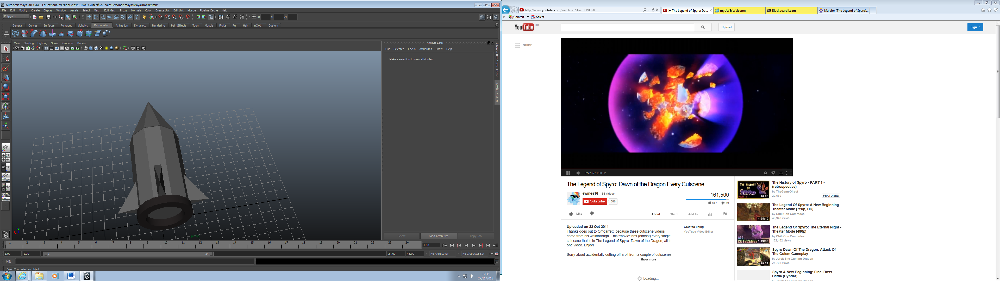 Autodesk Maya 2013 x64 - Educational Version: \\nstu-uwe14\users$\r2-cale\Personal\maya\Maya\Rocket.mb*
File Edit Modify Create Display Window Assets Select Mesh Edit Mesh Proxy Normals Color Create UVs Edit UVs Muscle Pipeline Cache Help
Polygons
X: Y: Z:
General Curves Surfaces Polygons Subdivs Deformation Animation Dynamics Rendering PaintEffects Toon Muscle Fluids Fur Hair nCloth Custom
View Shading Lighting Show Renderer Panels
Attribute Editor
List Selected Focus Attributes Show Help
Make a selection to view attributes
Channel Box / Layer Editor
Attribute Editor
y
x
Select Load Attributes Copy Tab
1 2 3 4 5 6 7 8 9 10 11 12 13 14 15 16 17 18 19 20 21 22 23 24
1.00
1.00 1.00 1 24 24.00 48.00 No Anim Layer No Character Set
MEL
Select Tool: select an object
12:38
27/11/2013
http://www.youtube.com/watch?v=5TaemHNI0kU
The Legend of Spyro: Da...
myUWE: Welcome
Blackboard Learn
Malefor (The Legend of Spyro)...
x Convert Select
YouTube GB
Upload
Sign in
GUIDE
0:58:05 / 1:00:22
The Legend of Spyro: Dawn of the Dragon Every Cutscene
ewines16 · 56 videos
Subscribe 306
161,500
637 40
Like
About Share Add to
Uploaded on 22 Oct 2011
Thanks goes out to Omgarrett, because these cutscene videos
come from his walkthrough. This "movie" has (almost) every single
cutscene that is in The Legend of Spyro: Dawn of the Dragon, all in
one video. Enjoy!
Sorry about accidentally cutting off a bit from a couple of cutscenes.
Created using
YouTube Video Editor
Show more
Loading...
THE HISTORY
OF
SPYRO
PART 1
16:03
The History of Spyro - PART 1 -
(retrospective)
by TheGameDirect
20,630
FEATURED
1:25:10
The Legend Of Spyro: A New Beginning -
Theater Mode [720p, HD]
by Chili Con Comrades
46,948 views
ALL
CUTSCENES
1:19:43
The Legend Of Spyro: The Eternal Night -
Theater Mode [480p]
by Chili Con Comrades
182,462 views
25:21
Spyro Dawn Of The Dragon: Attack Of
The Golem Gameplay
by Jarek The Gaming Dragon
28,705 views
Spyro A New Beginning: Final Boss
Battle (Cynder)